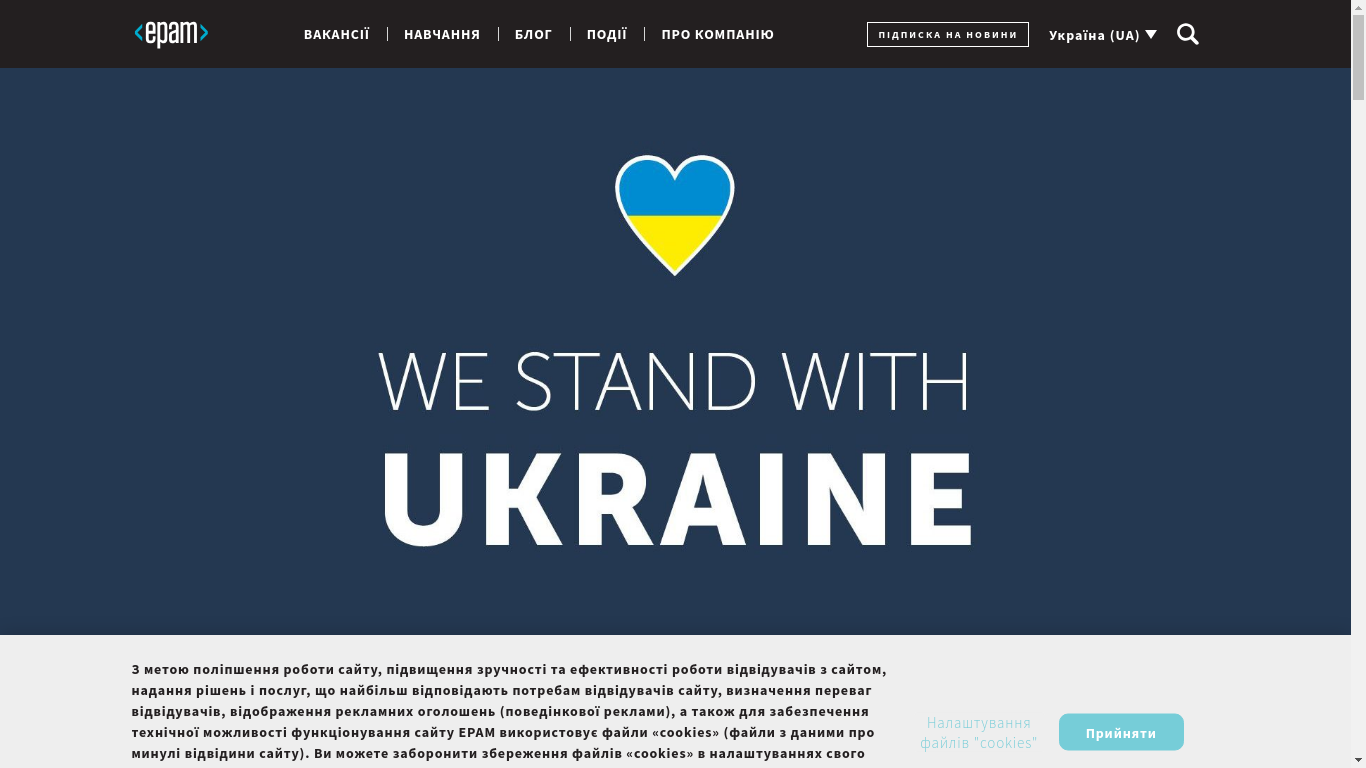 <epam>
ВАКАНСІЇ
НАВЧАННЯ
БЛОГ
ПОДІЇ
ПРО КОМПАНІЮ
ПІДПИСКА НА НОВИНИ
Україна (UA)
WE STAND WITH
UKRAINE
З метою поліпшення роботи сайту, підвищення зручності та ефективності роботи відвідувачів з сайтом,
надання рішень і послуг, що найбільш відповідають потребам відвідувачів сайту, визначення переваг
відвідувачів, відображення рекламних оголошень (поведінкової реклами), а також для забезпечення
технічної можливості функціонування сайту EPAM використовує файли «cookies» (файли з даними про
минулі відвідини сайту). Ви можете заборонити збереження файлів «cookies» в налаштуваннях свого
Налаштування
файлів "cookies"
Прийняти